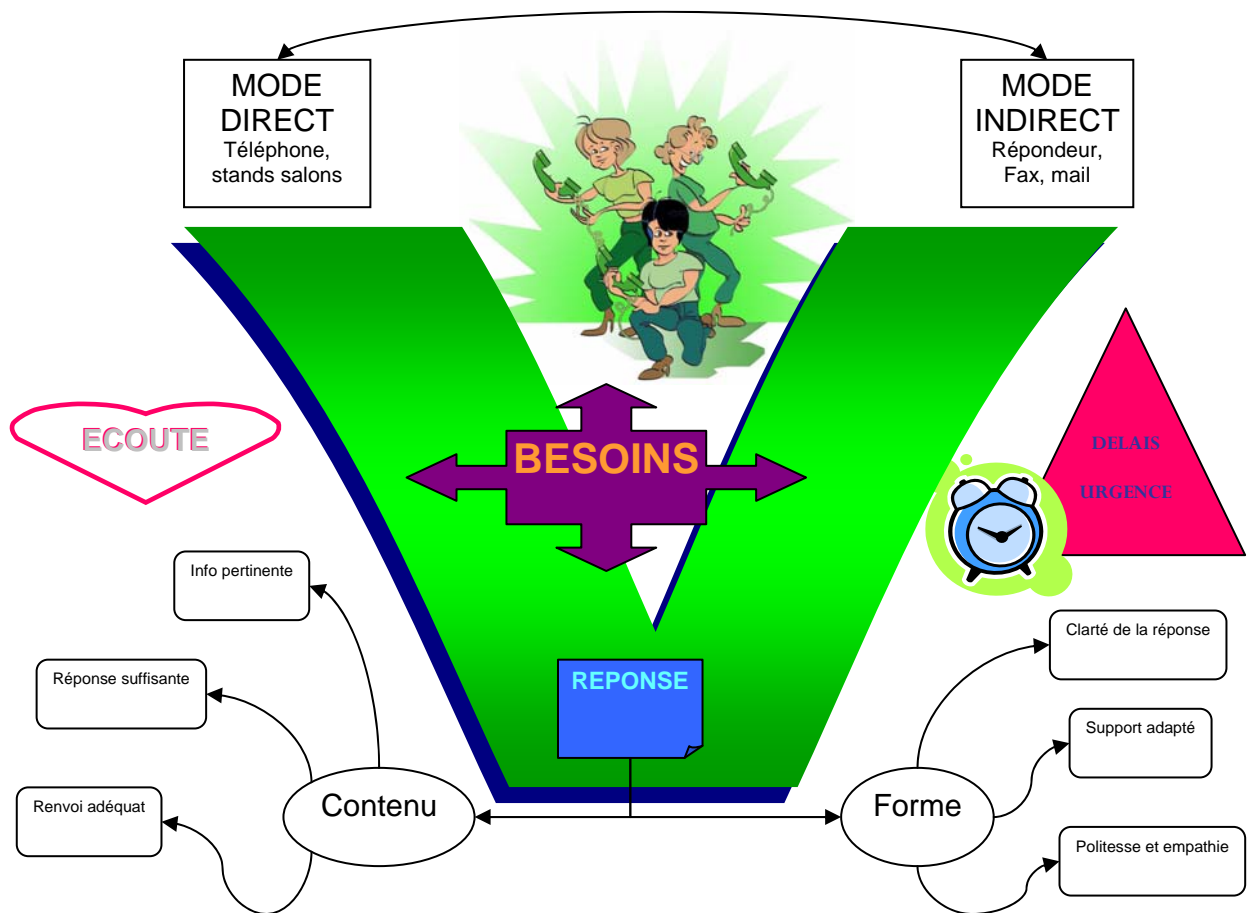 MODE
DIRECT
Téléphone,
stands salons
MODE
INDIRECT
Répondeur,
Fax, mail
ECOUTE
BESOINS
DELAIS
URGENCE
Info pertinente
Réponse suffisante
Renvoi adéquat
REPONSE
Contenu
Forme
Clarté de la réponse
Support adapté
Politesse et empathie